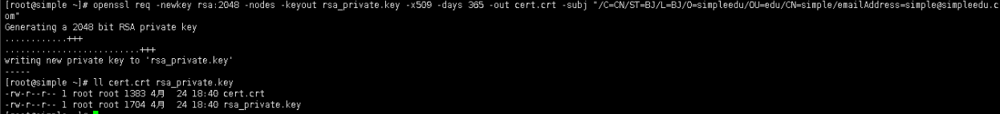 [root@simple ~]# openssl req -newkey rsa:2048 -nodes -keyout rsa_private.key -x509 -days 365 -out cert.crt -subj "/C=CN/ST=BJ/L=BJ/O=simpleedu/OU=edu/CN=simple/emailAddress=simple@simpleedu.c
om"
Generating a 2048 bit RSA private key
............+++
..........................+++
writing new private key to 'rsa_private.key'
-----
[root@simple ~]# ll cert.crt rsa_private.key
-rw-r--r-- 1 root root 1383 4月  24 18:40 cert.crt
-rw-r--r-- 1 root root 1704 4月  24 18:40 rsa_private.key